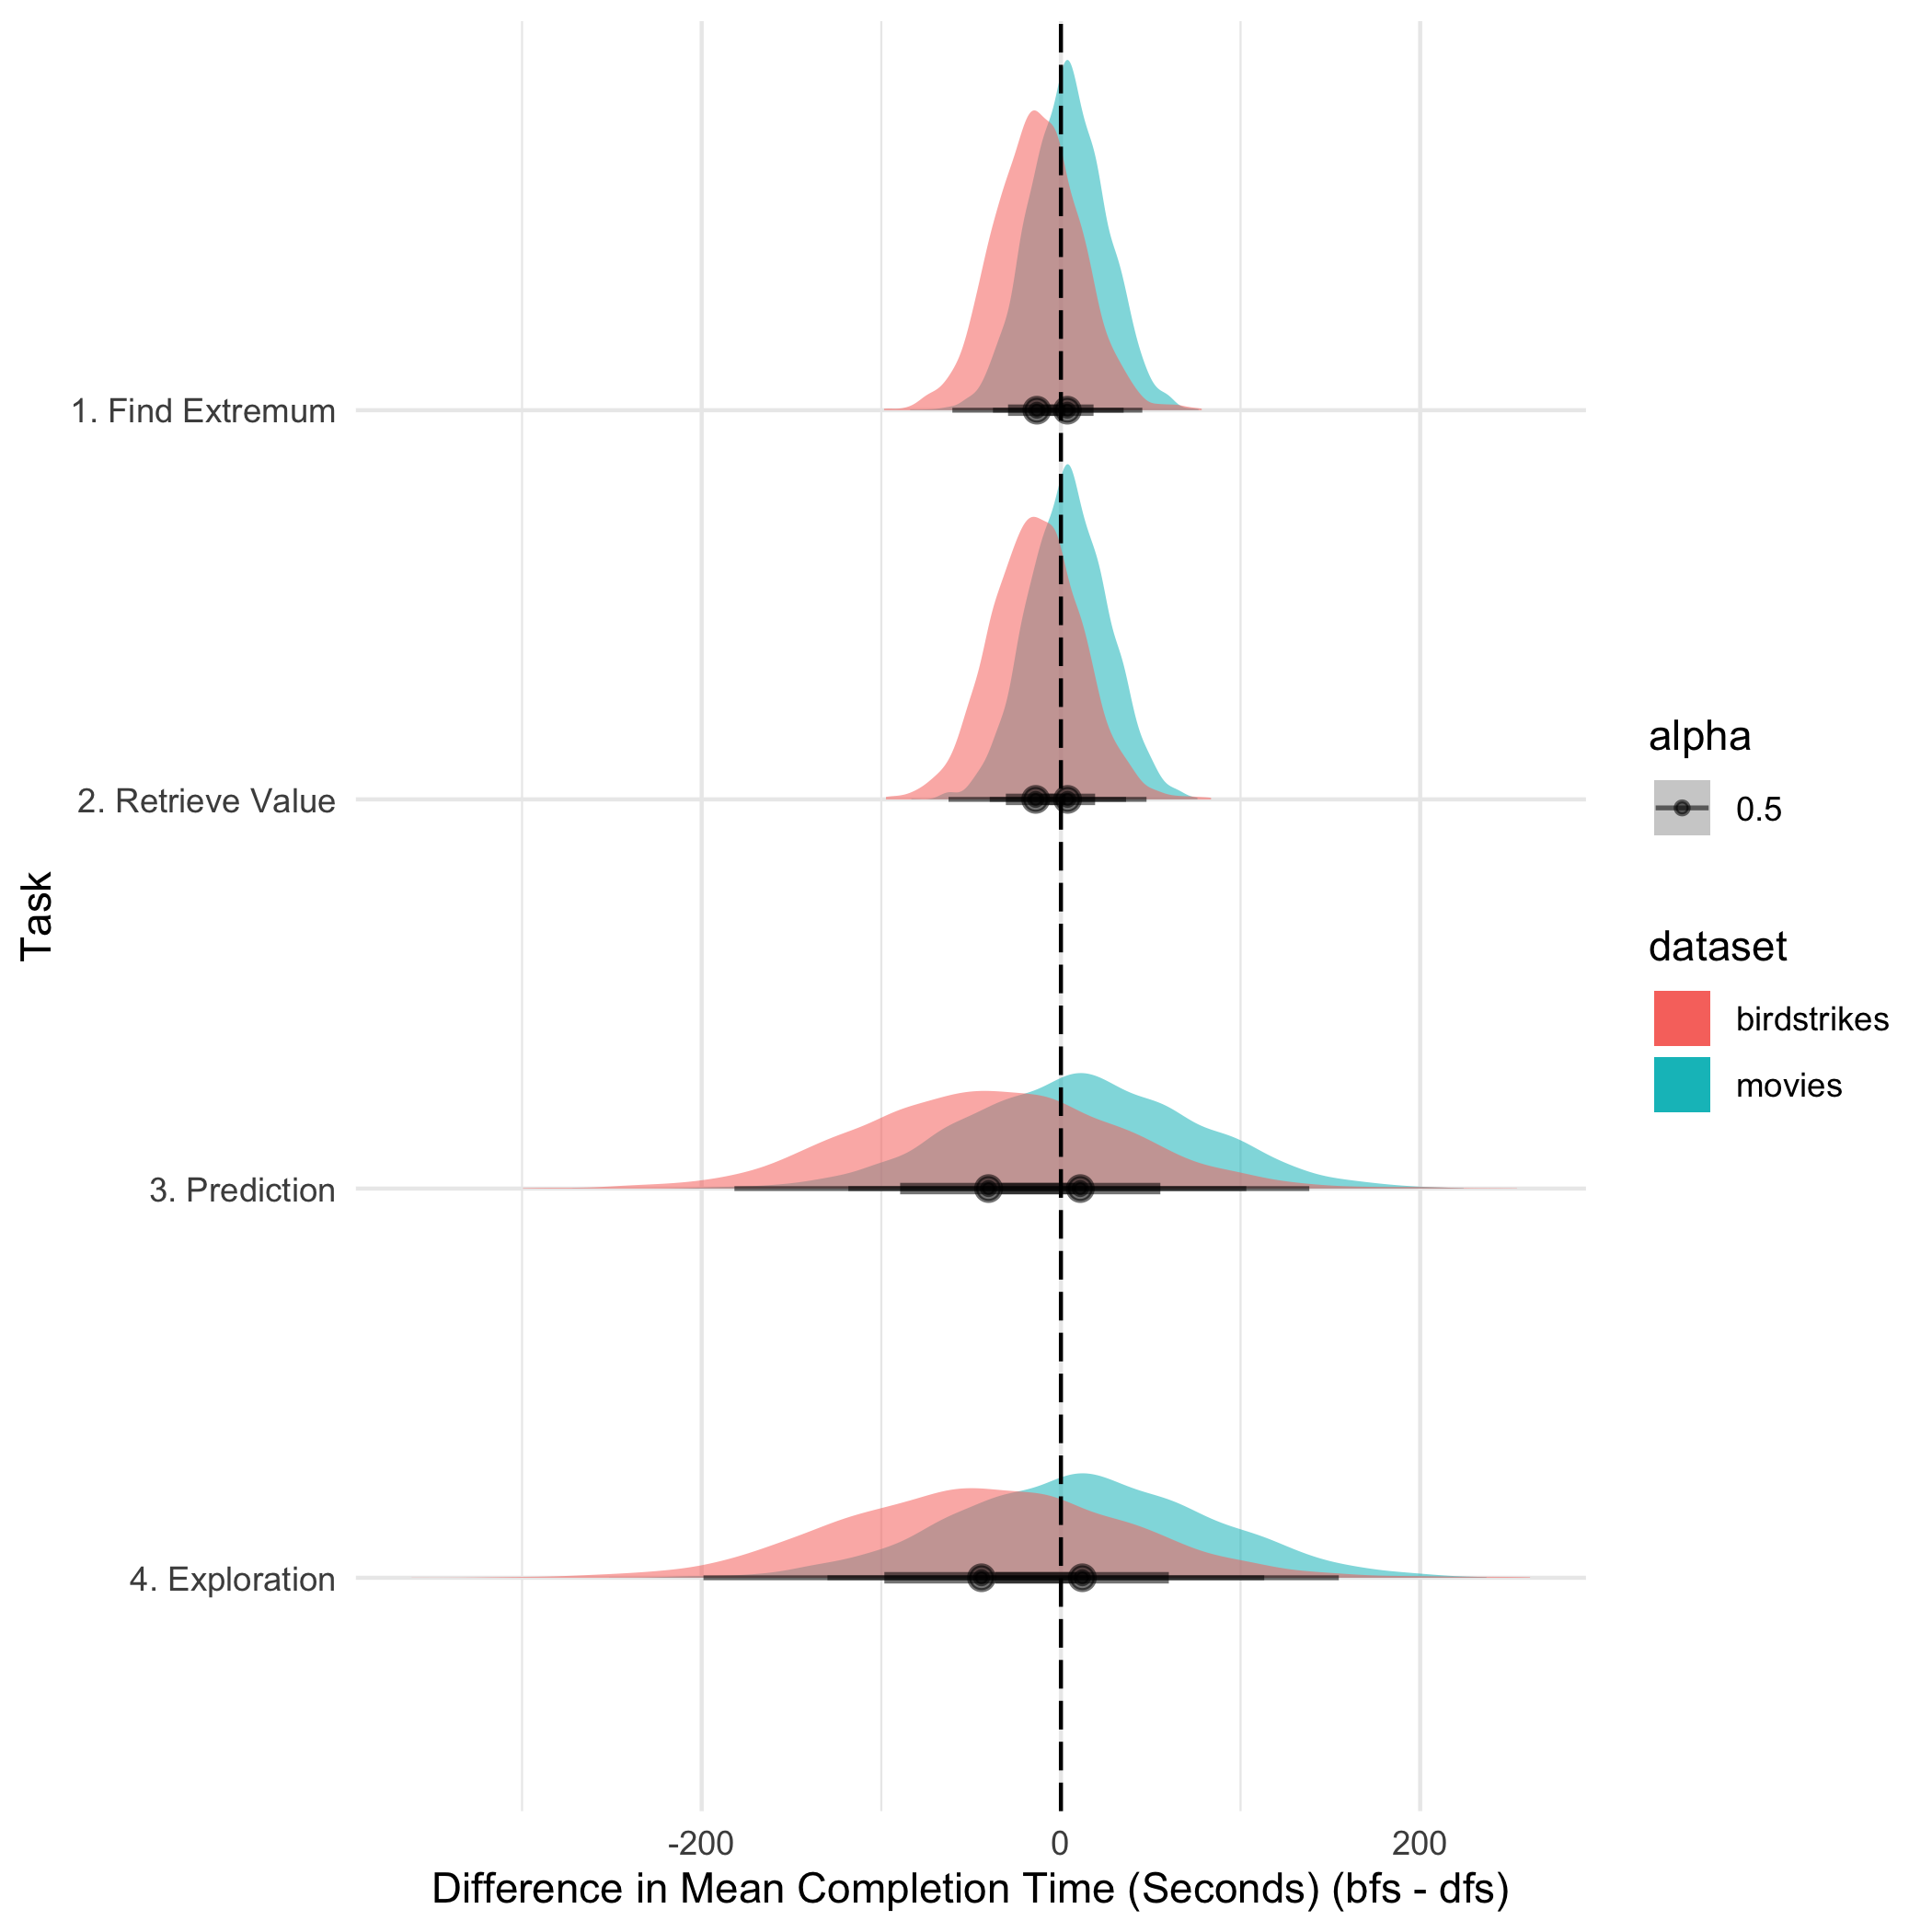 1. Find Extremum
2. Retrieve Value
3. Prediction
4. Exploration
Task
-200 0 200
Difference in Mean Completion Time (Seconds) (bfs - dfs)
alpha
0.5
dataset
birdstrikes
movies